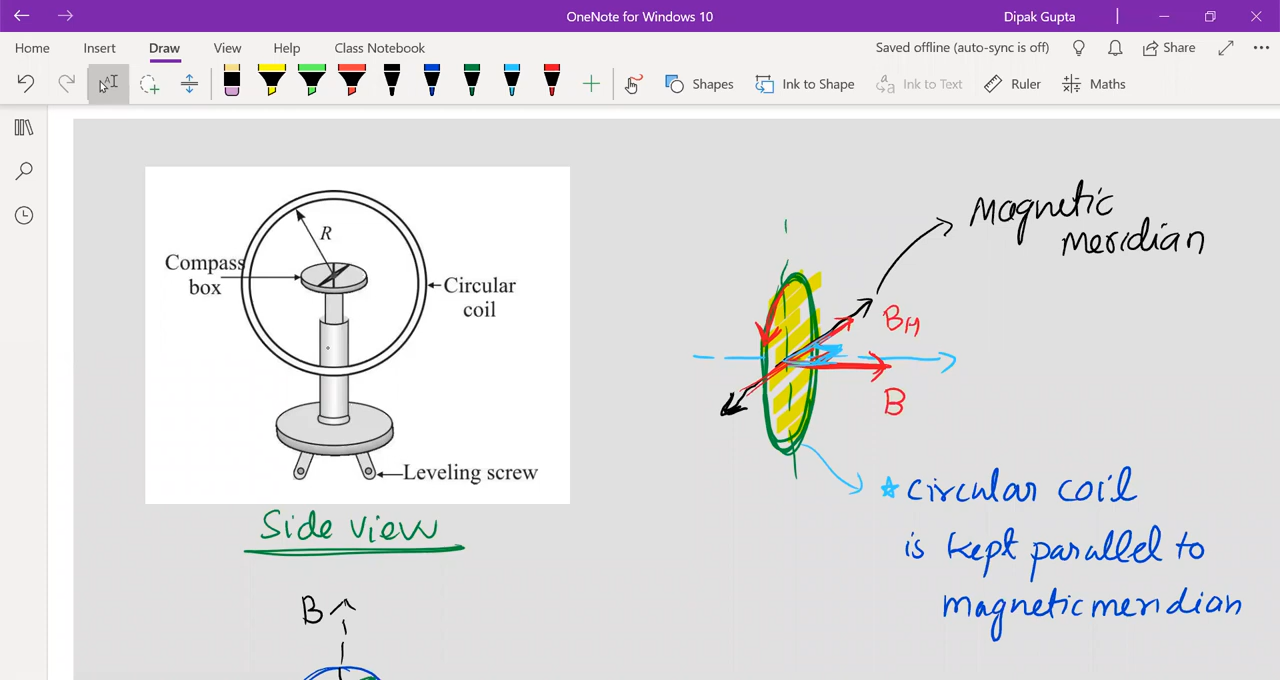 OneNote for Windows 10
Dipak Gupta
Home Insert Draw View Help Class Notebook
Saved offline (auto-sync is off) Share
Shapes Ink to Shape Ink to Text Ruler Maths
R
Compass
box
Circular
coil
Leveling screw
Side view
B
Magnetic
meridian
BH
B
circular coil
is kept parallel to
magnetic meridian